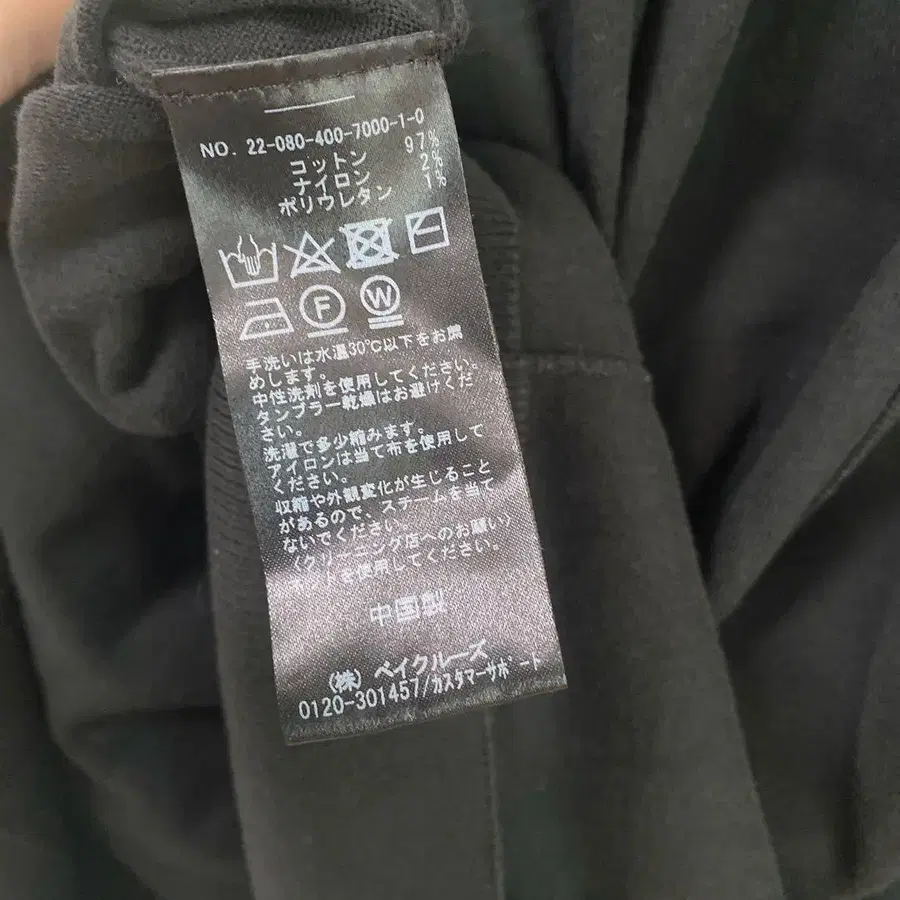 NO. 22-080-400-7000-1-0
コットン 97%
ナイロン 2%
ポリウレタン 1%
F W
手洗いは水温30℃以下をお薦
めします。
中性洗剤を使用してください。
タンブラー乾燥はお避けくだ
さい。
洗濯で多少縮みます。
アイロンは当て布を使用して
ください。
収縮や外観変化が生じること
があるので、スチームを当て
ないでください。
〈クリーニング店へのお願い〉
ネットを使用してください。
中国製
(株) ベイクルーズ
0120-301457/カスタマーサポート